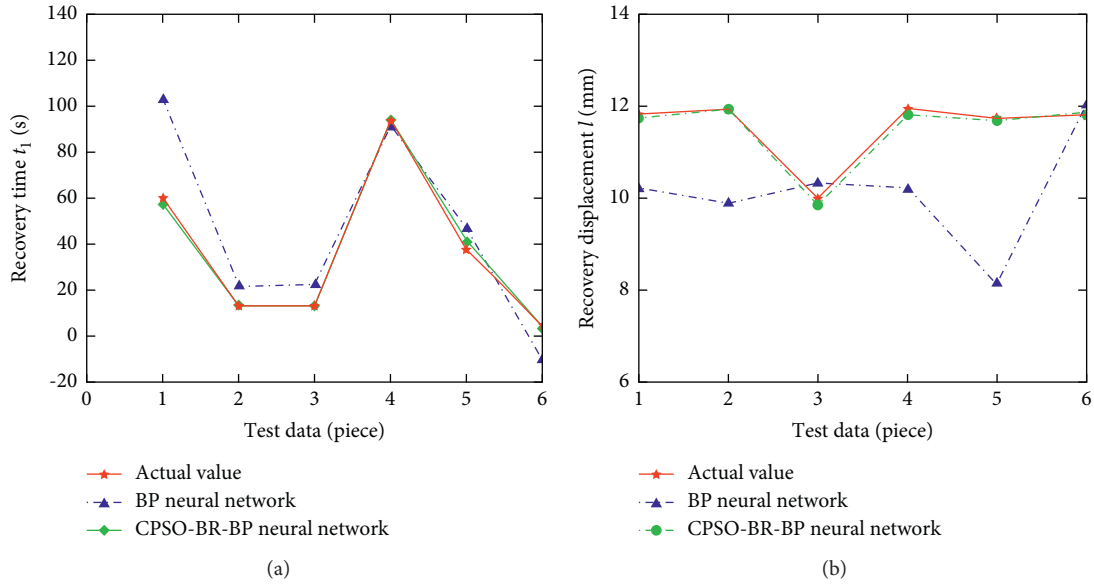 140
120
100
80
60
40
20
0
-20
Recovery time t1 (s)
0 1 2 3 4 5 6
Test data (piece)
Actual value
BP neural network
CPSO-BR-BP neural network
(a)
14
12
10
8
6
Recovery displacement l (mm)
1 2 3 4 5 6
Test data (piece)
Actual value
BP neural network
CPSO-BR-BP neural network
(b)